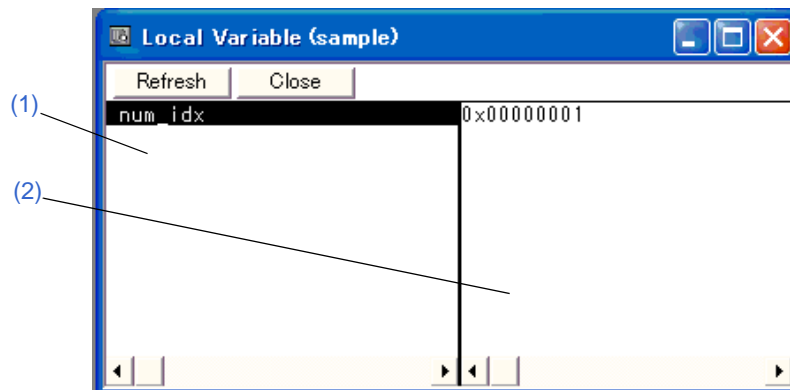 Local Variable (sample)
Refresh Close
(1)
num_idx 0x00000001
(2)